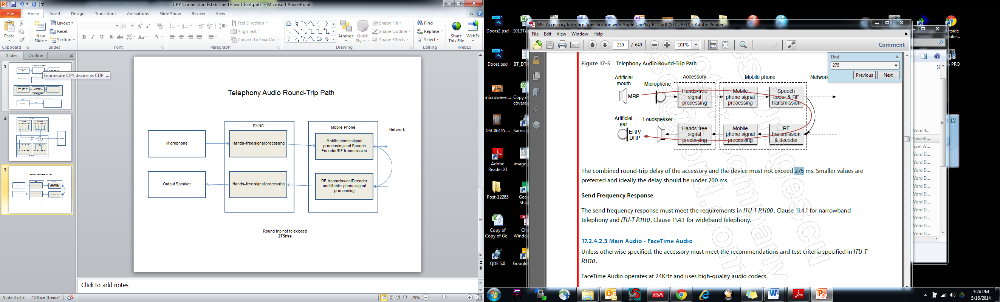 CPY Connection Established Flow Chart.pptx - Microsoft PowerPoint
File Home Insert Design Transitions Animations Slide Show Review View
Paste
Clipboard
New
Slide
Layout
Reset
Section
Slides
10
Font
Text Direction
Align Text
Convert to SmartArt
Paragraph
Arrange
Quick
Styles
Shape Fill
Shape Outline
Shape Effects
Drawing
Find
Replace
Select
Editing
Share
This File
WebEx
WebEx
Slides Outline
1
Enumerate CPY device as CDP ...
2
3
Telephony Audio Round-Trip Path
SYNC
Mobile Phone
Network
Microphone
Hands-free signal processing
Mobile phone signal
processing and Speech
Encoder/RF transmission
Output Speaker
Hands-free signal processing
RF transmission/Decoder
and Mobile phone signal
processing
Round trip not to exceed
275ms
Click to add notes
Slide 3 of 3
"Office Theme"
79%
Doors2.psd
Doors.psd
microwave....
DSC06445....
Adobe
Reader XI
Post-12285
Copy of
Copy of Ge...
QDE 5.0
MFi Accessory Interface Specification with Apple CarPlay R15.pdf (SECURED) - Adobe Reader
File Edit View Window Help
230 / 649
101%
Comment
Find
275
Previous Next
Figure 17-5 Telephony Audio Round-Trip Path
Artificial
mouth
Microphone
Accessory
Mobile phone
Network
MRP
Hands-free
signal
processing
Mobile
phone signal
processing
Speech
coder & RF
transmission
Artificial
ear
Loudspeaker
ERP/
DRP
Hands-free
signal
processing
Mobile
phone signal
processing
RF
transmission
& decoder
The combined round-trip delay of the accessory and the device must not exceed 275 ms. Smaller values are
preferred and ideally the delay should be under 200 ms.
Send Frequency Response
The send frequency response must meet the requirements in ITU-T P.1100, Clause 11.4.1 for narrowband
telephony and ITU-T P.1110, Clause 11.4.1 for wideband telephony.
17.2.4.2.3 Main Audio - FaceTime Audio
Unless otherwise specified, the accessory must meet the recommendations and test criteria specified in ITU-T
P.1110.
FaceTime Audio operates at 24KHz and uses high-quality audio codecs.
Word 9...
PowerP...
Excel W...
Word D...
Word D...
Word D...
Word D...
Word D...
Word D...
Word D...
Word D...
Word D...
Word D...
Word D...
RSA
3:24 PM
5/16/2014